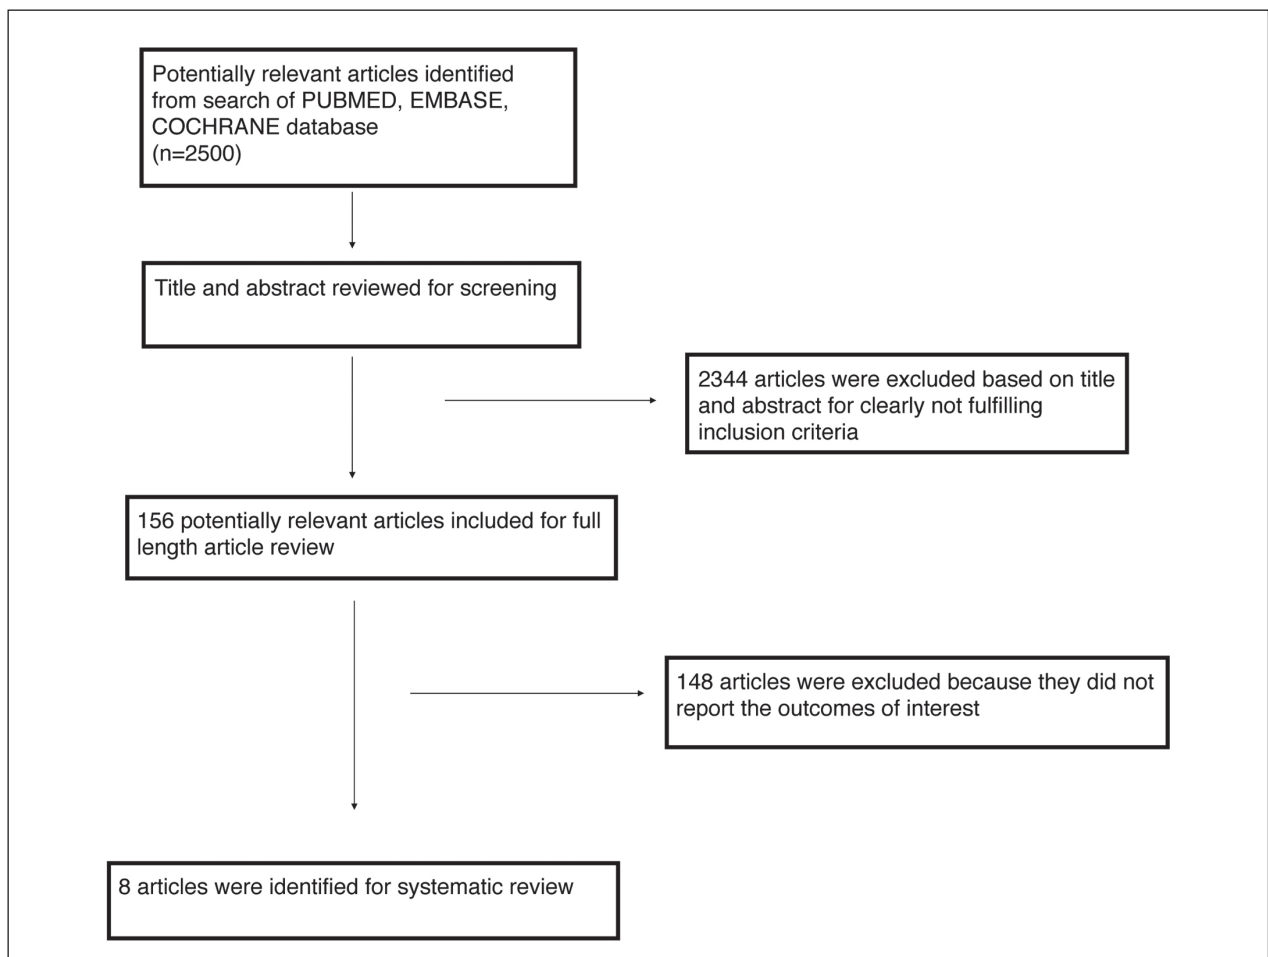 Potentially relevant articles identified
from search of PUBMED, EMBASE,
COCHRANE database
(n=2500)
Title and abstract reviewed for screening
2344 articles were excluded based on title
and abstract for clearly not fulfilling
inclusion criteria
156 potentially relevant articles included for full
length article review
148 articles were excluded because they did not
report the outcomes of interest
8 articles were identified for systematic review